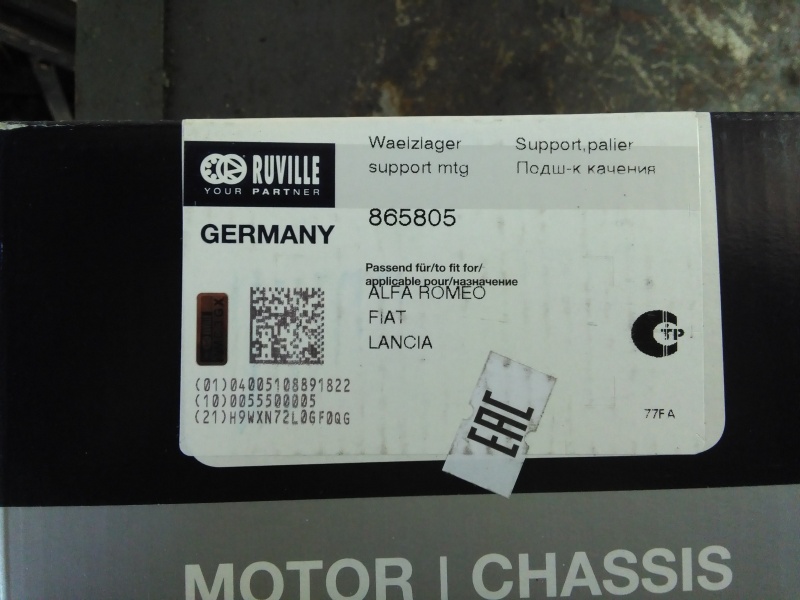 RUVILLE
YOUR PARTNER
GERMANY
Waelzlager Support,palier
support mtg Подш-к качения
865805
Passend für/to fit for/
applicable pour/назначение
ALFA ROMEO
FIAT
LANCIA
(01)04005108891822
(10)0055500005
(21)H9WXN72L0GF0QG
TP
77FA
EAC
MOTOR | CHASSIS